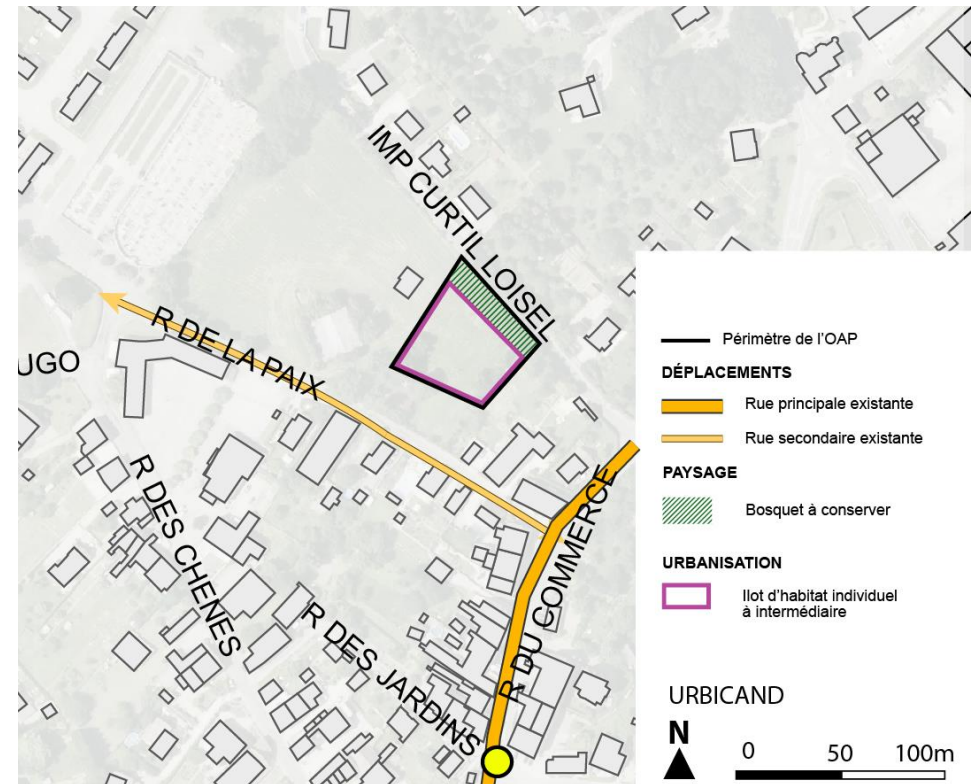 IMP CURTIL LOISEL
R DE LA PAIX
UGO
R DES CHENES
R DES JARDINS
R DU COMMERCE
Périmètre de l'OAP
DÉPLACEMENTS
Rue principale existante
Rue secondaire existante
PAYSAGE
Bosquet à conserver
URBANISATION
Ilot d'habitat individuel
à intermédiaire
URBICAND
N
0 50 100m